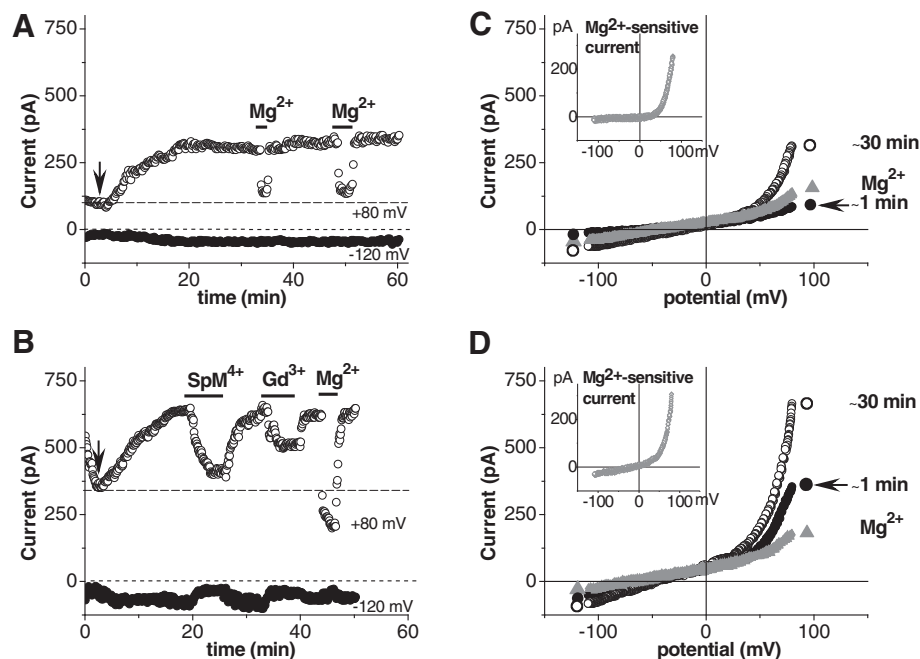 A
Current (pA)
750
500
250
0
Mg2+
Mg2+
+80 mV
-120 mV
0
20
40
60
time (min)
C
Current (pA)
750
500
250
0
pA
Mg2+-sensitive
current
200
0
-100
0
100mV
~30 min
Mg2+
~1 min
-100
0
100
potential (mV)
B
Current (pA)
750
500
250
0
SpM4+
Gd3+
Mg2+
+80 mV
-120 mV
0
20
40
60
time (min)
D
Current (pA)
750
500
250
0
pA
Mg2+-sensitive
current
200
0
-100
0
100mV
~30 min
~1 min
Mg2+
-100
0
100
potential (mV)